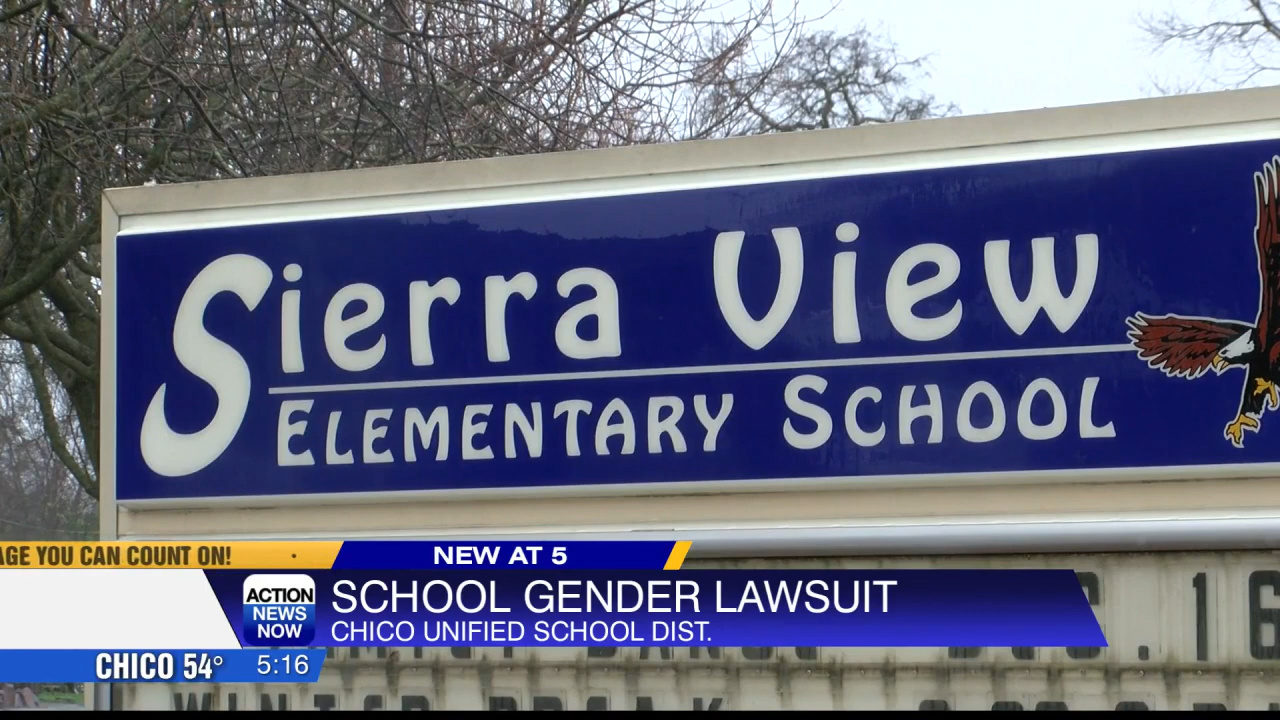 Sierra View
ELEMENTARY SCHOOL
AGE YOU CAN COUNT ON!
NEW AT 5
ACTION
NEWS
NOW
SCHOOL GENDER LAWSUIT
CHICO UNIFIED SCHOOL DIST.
16
CHICO 54° 5:16